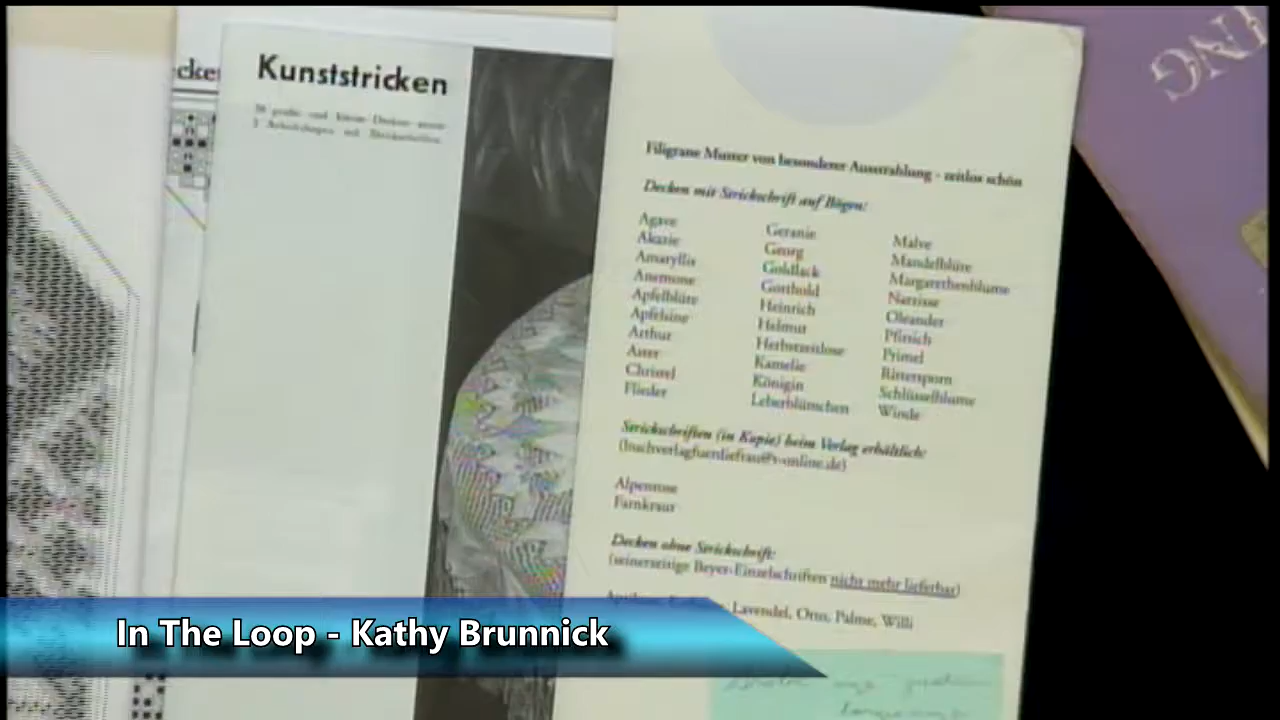 Kunststricken
Filigrane Muster von besonderer Ausstrahlung - zeitlos schön
Decken mit Strickschrift auf Bögen:
Agave
Akazie
Amaryllis
Anemone
Apfelblüte
Apfelsine
Arthur
Aster
Christel
Flieder
Geranie
Georg
Goldlack
Gotthold
Heinrich
Helmut
Herbstzeitlose
Kamelie
Königin
Leberblümchen
Malve
Mandelblüte
Margarethenblume
Narzisse
Oleander
Pfirsich
Primel
Rittersporn
Schlüsselblume
Winde
Strickschriften (in Kopie) beim Verlag erhältlich:
(buchverlagfuerdiefrau@t-online.de)
Alpenrose
Farnkraut
Decken ohne Strickschrift:
(seinerzeitige Beyer-Einzelschriften nicht mehr lieferbar)
Lavendel, Otto, Palme, Willi
In The Loop - Kathy Brunnick